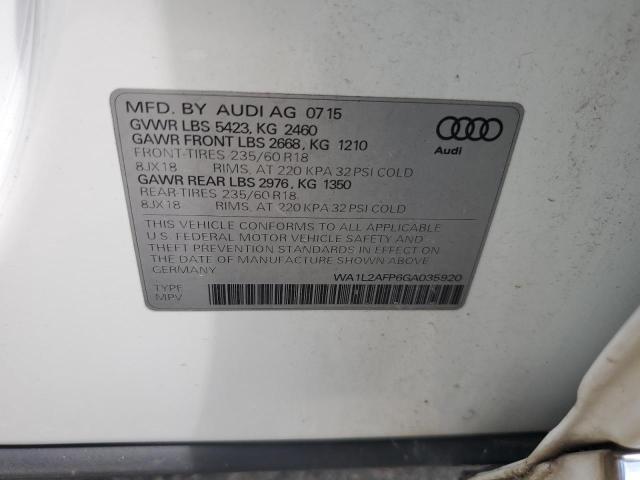 MFD. BY AUDI AG 07 15
GVWR LBS 5423, KG 2460
GAWR FRONT LBS 2668, KG 1210
FRONT-TIRES 235/60 R18
8JX18 RIMS, AT 220 KPA 32 PSI COLD
GAWR REAR LBS 2976, KG 1350
REAR-TIRES 235/60 R18
8JX18 RIMS, AT 220 KPA 32 PSI COLD
Audi
THIS VEHICLE CONFORMS TO ALL APPLICABLE
U.S. FEDERAL MOTOR VEHICLE SAFETY AND
THEFT PREVENTION STANDARDS IN EFFECT ON
THE DATE OF MANUFACTURE SHOWN ABOVE
GERMANY WA1L2AFP6GA035920
TYPE
MPV